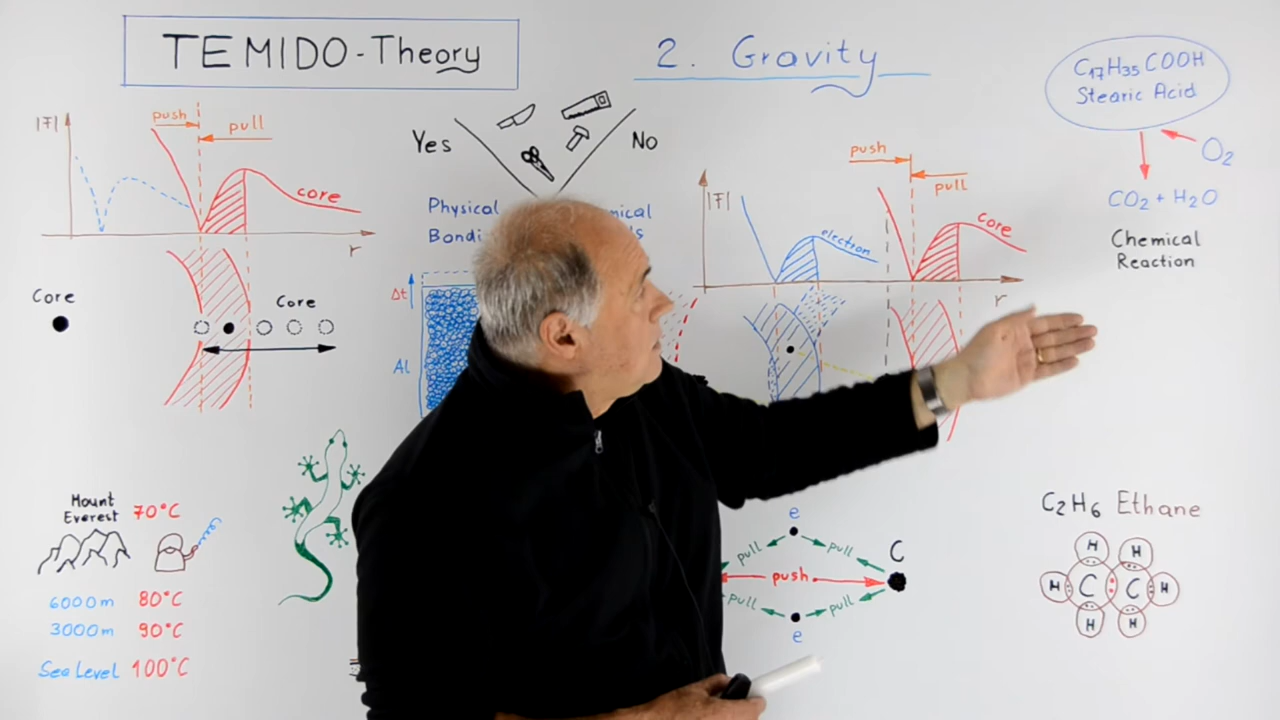 TEMIDO-Theory
2. Gravity
C17H35COOH
Stearic Acid
O2
CO2 + H2O
Chemical
Reaction
|F|
push
pull
core
r
Core
Core
Yes
No
Physical
Δt
Al
|F|
push
pull
electron
core
r
Mount
Everest
70°C
6000m 80°C
3000m 90°C
Sea Level 100°C
e
pull
pull
C
push
pull
pull
e
C2H6 Ethane
H H
H C C H
H H